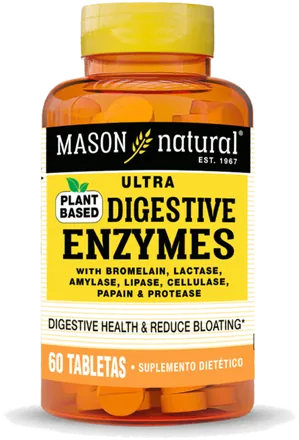 MASON natural®
EST. 1967
ULTRA
PLANT BASED
DIGESTIVE
ENZYMES
WITH BROMELAIN, LACTASE,
AMYLASE, LIPASE, CELLULASE,
PAPAIN & PROTEASE
DIGESTIVE HEALTH & REDUCE BLOATING*
60 TABLETAS • SUPLEMENTO DIETÉTICO